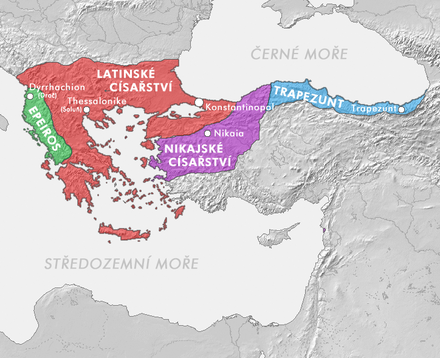 ČERNÉ MOŘE
LATINSKÉ
CÍSAŘSTVÍ
Dyrrhachion
(Drač)
Thessalonike
(Soluň)
Konstantinopol
TRAPEZUNT
Trapezunt
EPEIROS
Nikaia
NIKAJSKÉ
CÍSAŘSTVÍ
STŘEDOZEMNÍ MOŘE